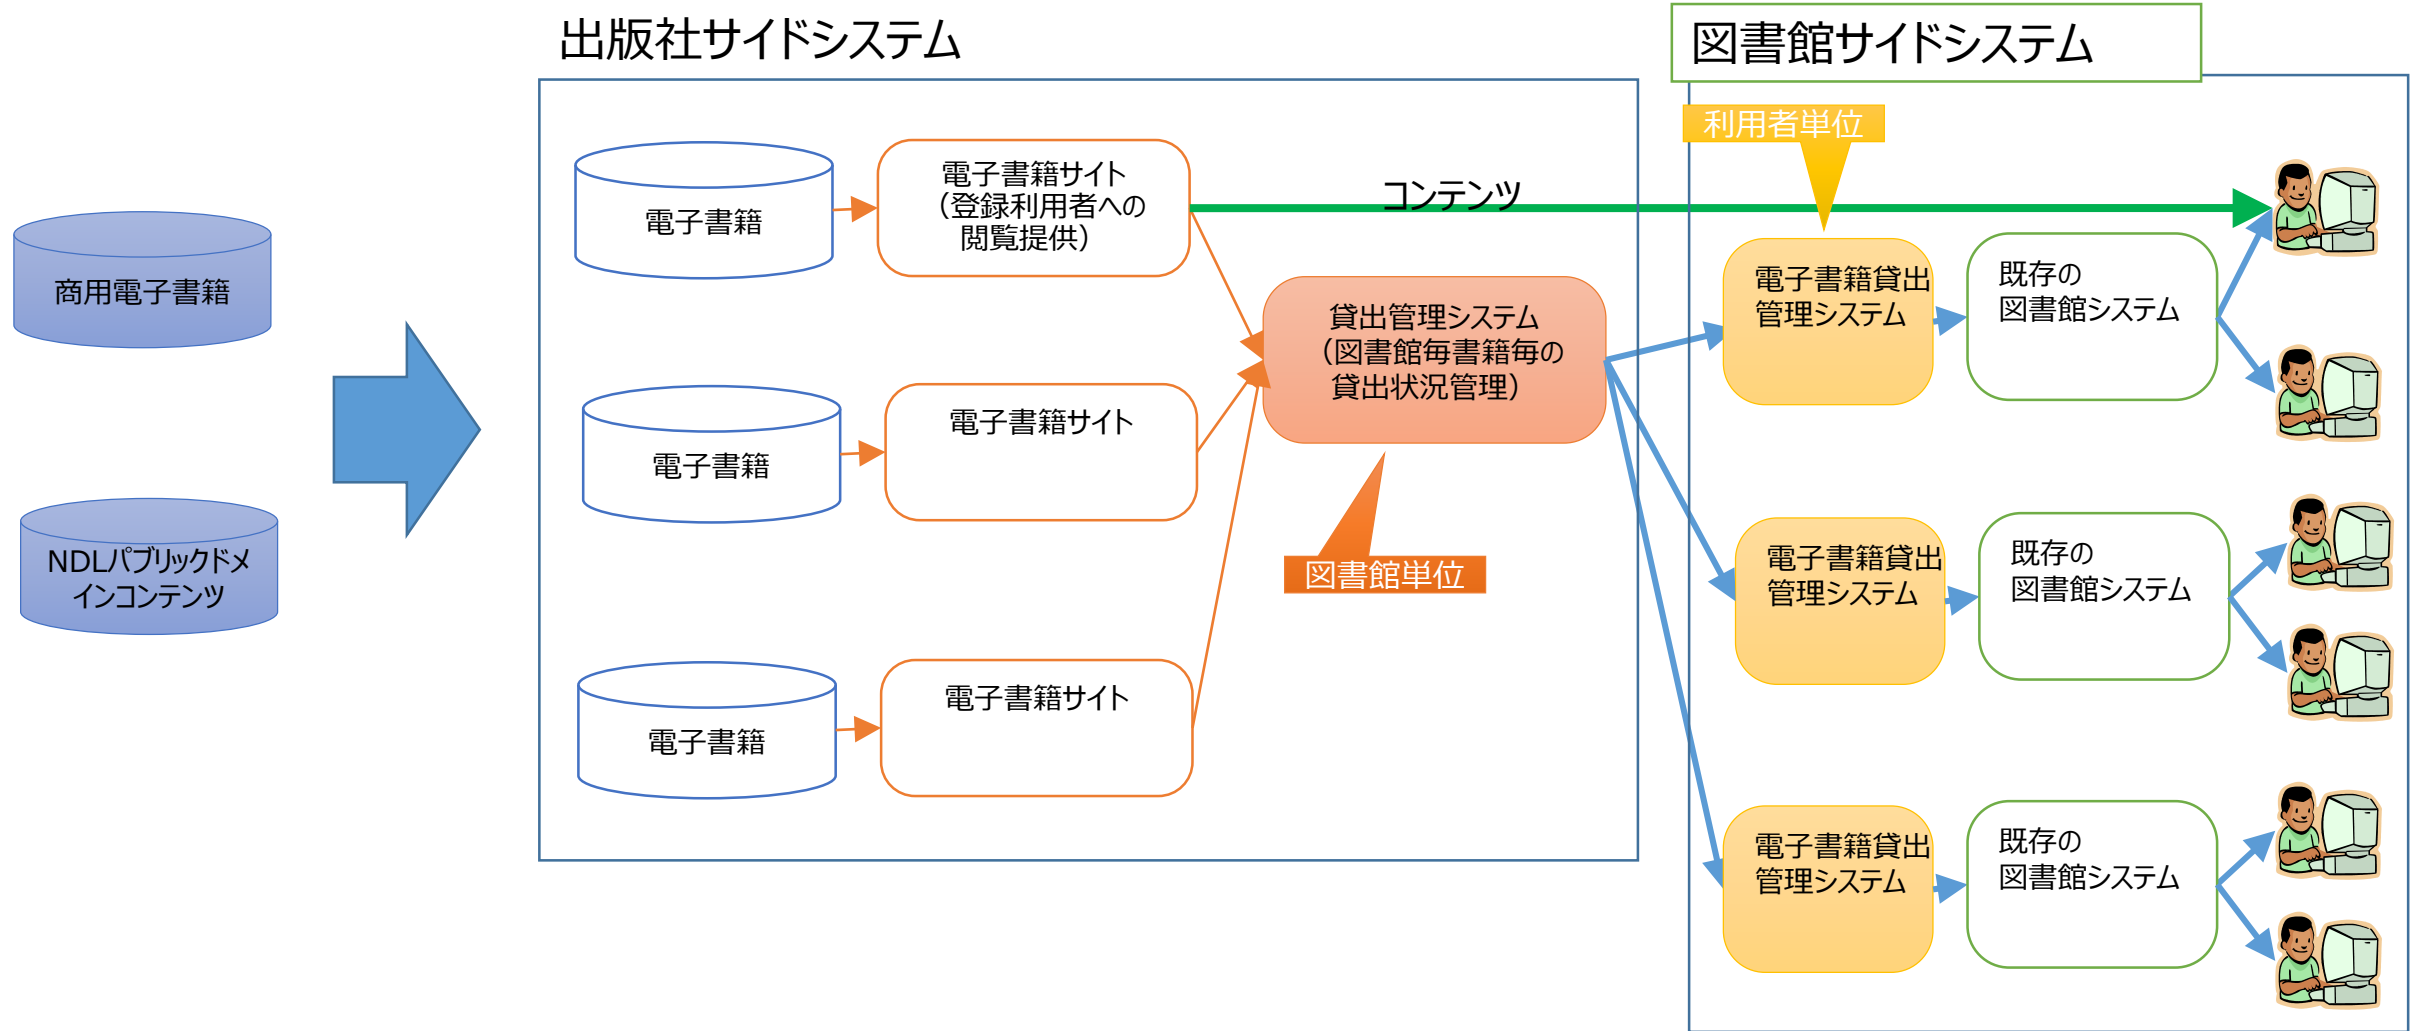 出版社サイドシステム
図書館サイドシステム
商用電子書籍
NDLパブリックドメ
インコンテンツ
電子書籍
電子書籍サイト
（登録利用者への
閲覧提供）
コンテンツ
電子書籍
電子書籍サイト
電子書籍
電子書籍サイト
貸出管理システム
（図書館毎書籍毎の
貸出状況管理）
図書館単位
利用者単位
電子書籍貸出
管理システム
既存の
図書館システム
電子書籍貸出
管理システム
既存の
図書館システム
電子書籍貸出
管理システム
既存の
図書館システム